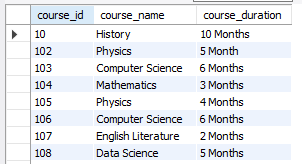 course_id course_name course_duration
10 History 10 Months
102 Physics 5 Month
103 Computer Science 6 Months
104 Mathematics 3 Months
105 Physics 4 Months
106 Computer Science 6 Months
107 English Literature 2 Months
108 Data Science 5 Months